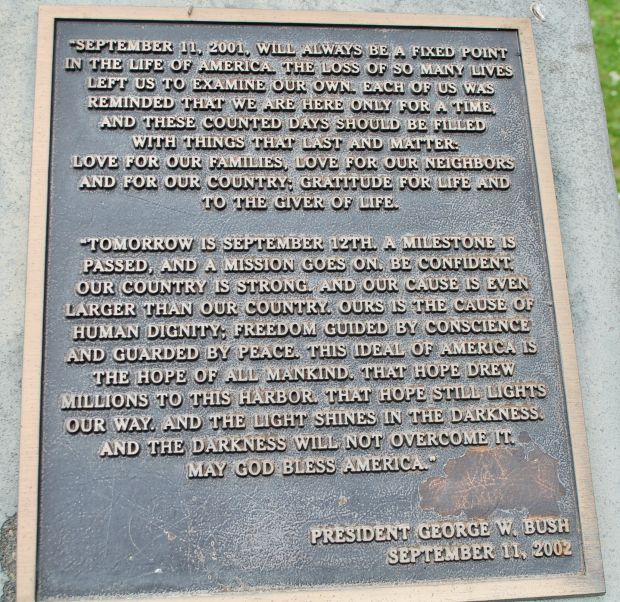 "SEPTEMBER 11, 2001, WILL ALWAYS BE A FIXED POINT
IN THE LIFE OF AMERICA. THE LOSS OF SO MANY LIVES
LEFT US TO EXAMINE OUR OWN. EACH OF US WAS
REMINDED THAT WE ARE HERE ONLY FOR A TIME,
AND THESE COUNTED DAYS SHOULD BE FILLED
WITH THINGS THAT LAST AND MATTER:
LOVE FOR OUR FAMILIES, LOVE FOR OUR NEIGHBORS
AND FOR OUR COUNTRY; GRATITUDE FOR LIFE AND
TO THE GIVER OF LIFE.
"TOMORROW IS SEPTEMBER 12TH. A MILESTONE IS
PASSED, AND A MISSION GOES ON. BE CONFIDENT.
OUR COUNTRY IS STRONG. AND OUR CAUSE IS EVEN
LARGER THAN OUR COUNTRY. OURS IS THE CAUSE OF
HUMAN DIGNITY; FREEDOM GUIDED BY CONSCIENCE
AND GUARDED BY PEACE. THIS IDEAL OF AMERICA IS
THE HOPE OF ALL MANKIND. THAT HOPE DREW
MILLIONS TO THIS HARBOR. THAT HOPE STILL LIGHTS
OUR WAY. AND THE LIGHT SHINES IN THE DARKNESS.
AND THE DARKNESS WILL NOT OVERCOME IT.
MAY GOD BLESS AMERICA."
PRESIDENT GEORGE W. BUSH
SEPTEMBER 11, 2002